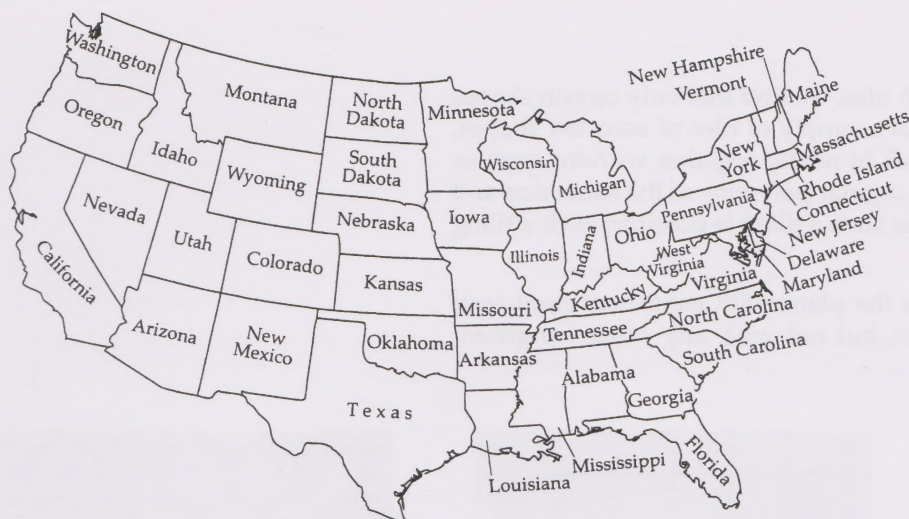 Washington
Oregon
California
Nevada
Idaho
Montana
Wyoming
Utah
Arizona
Colorado
New
Mexico
North
Dakota
South
Dakota
Nebraska
Kansas
Oklahoma
Texas
Minnesota
Iowa
Missouri
Arkansas
Louisiana
Wisconsin
Illinois
Michigan
Indiana
Ohio
Kentucky
Tennessee
Mississippi
Alabama
Georgia
Florida
South Carolina
North Carolina
Virginia
West
Virginia
Pennsylvania
New
York
New Hampshire
Vermont
Maine
Massachusetts
Rhode Island
Connecticut
New Jersey
Delaware
Maryland